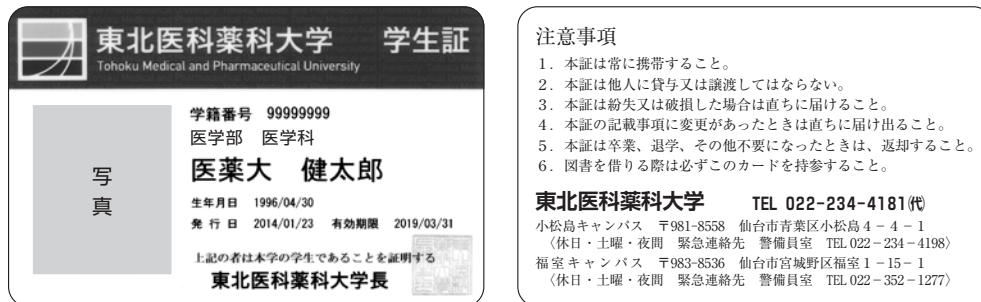 東北医科薬科大学 学生証
Tohoku Medical and Pharmaceutical University
写真
学籍番号 99999999
医学部 医学科
医薬大 健太郎
生年月日 1996/04/30
発行日 2014/01/23 有効期限 2019/03/31
上記の者は本学の学生であることを証明する
東北医科薬科大学長
注意事項
1．本証は常に携帯すること。
2．本証は他人に貸与又は譲渡してはならない。
3．本証は紛失又は破損した場合は直ちに届けること。
4．本証の記載事項に変更があったときは直ちに届け出ること。
5．本証は卒業、退学、その他不要になったときは、返却すること。
6．図書を借りる際は必ずこのカードを持参すること。
東北医科薬科大学 TEL 022-234-4181㈹
小松島キャンパス 〒981-8558 仙台市青葉区小松島4－4－1
〈休日・土曜・夜間 緊急連絡先 警備員室 TEL 022－234－4198〉
福室キャンパス 〒983-8536 仙台市宮城野区福室1－15－1
〈休日・土曜・夜間 緊急連絡先 警備員室 TEL 022－352－1277〉